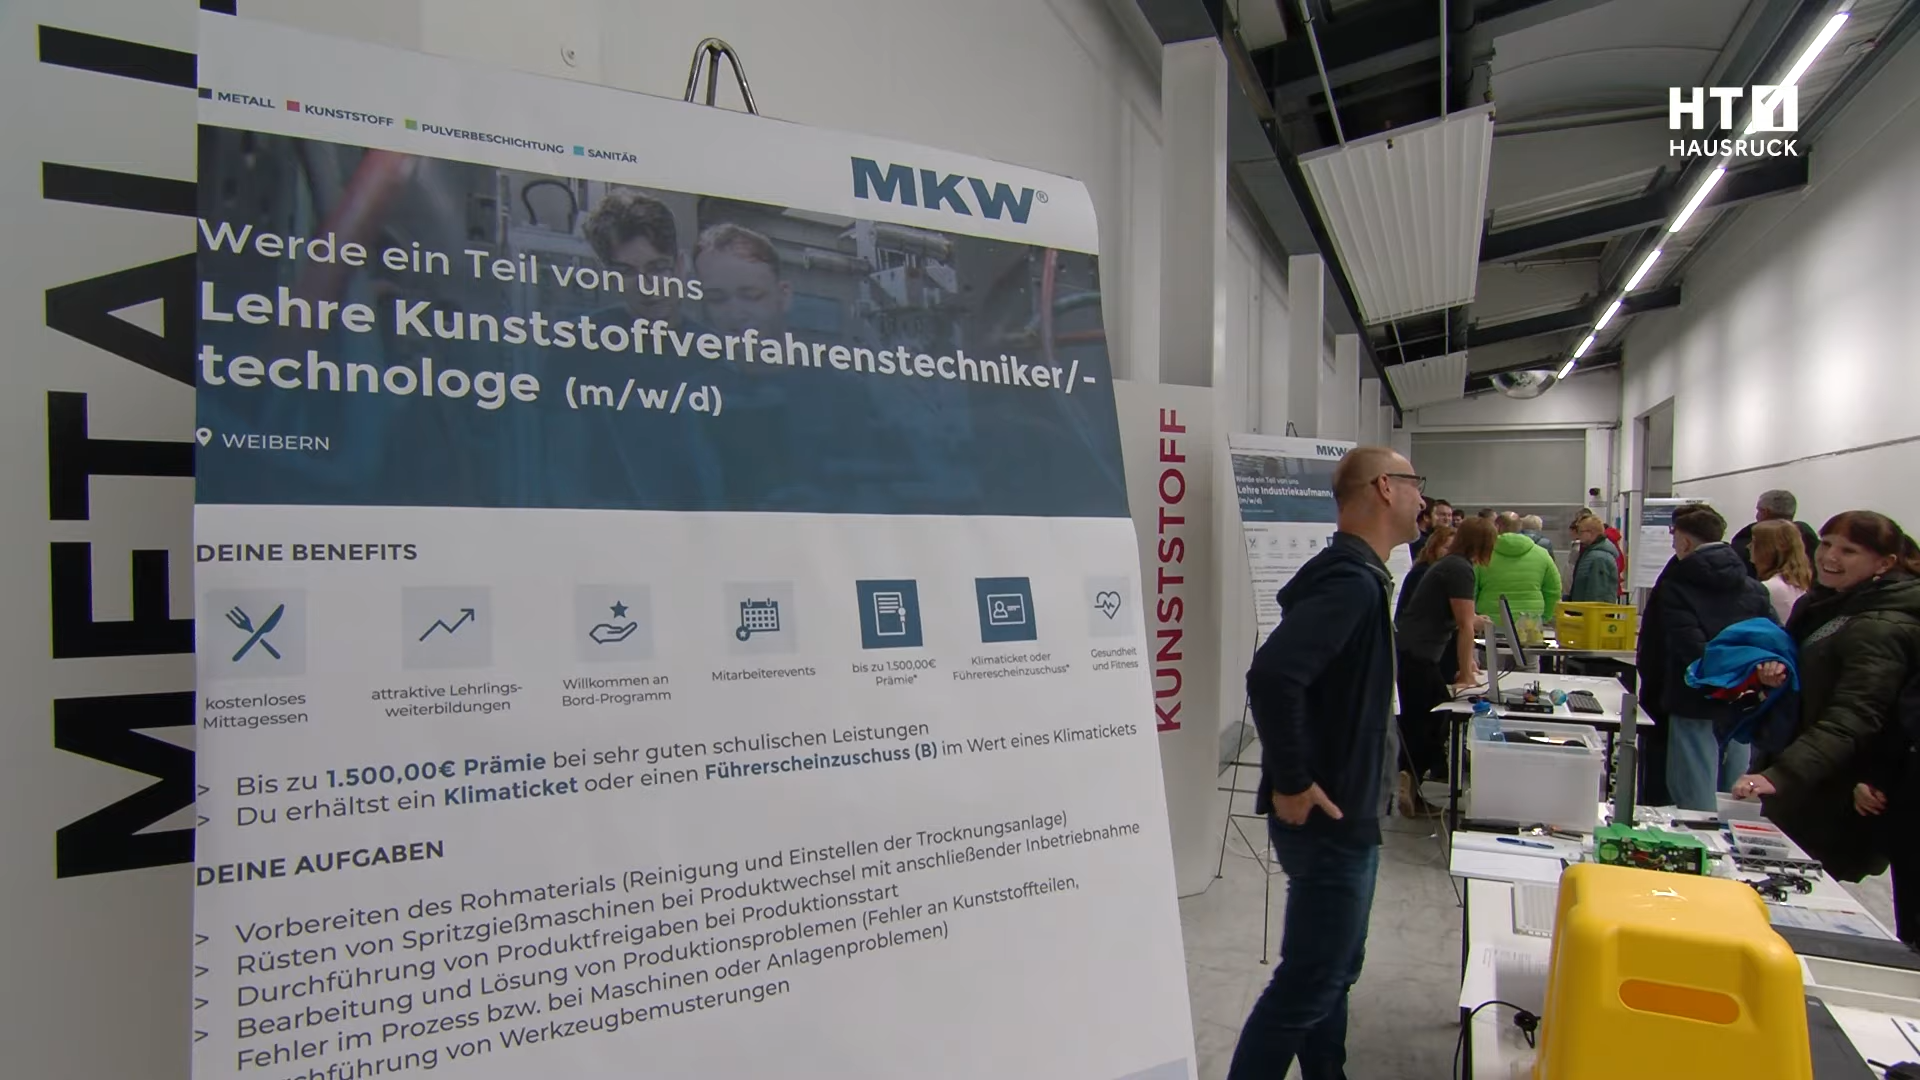 METALL
METALL KUNSTSTOFF PULVERBESCHICHTUNG SANITÄR
MKW®
Werde ein Teil von uns
Lehre Kunststoffverfahrenstechniker/-
technologe (m/w/d)
WEIBERN
DEINE BENEFITS
kostenloses
Mittagessen
attraktive Lehrlings-
weiterbildungen
Willkommen an
Bord-Programm
Mitarbeiterevents
bis zu 1.500,00€
Prämie*
Klimaticket oder
Führerescheinzuschuss*
Gesundheit
und Fitness
> Bis zu 1.500,00€ Prämie bei sehr guten schulischen Leistungen
> Du erhältst ein Klimaticket oder einen Führerscheinzuschuss (B) im Wert eines Klimatickets
DEINE AUFGABEN
> Vorbereiten des Rohmaterials (Reinigung und Einstellen der Trocknungsanlage)
> Rüsten von Spritzgießmaschinen bei Produktwechsel mit anschließender Inbetriebnahme
> Durchführung von Produktfreigaben bei Produktionsstart
> Bearbeitung und Lösung von Produktionsproblemen (Fehler an Kunststoffteilen,
Fehler im Prozess bzw. bei Maschinen oder Anlagenproblemen)
chführung von Werkzeugbemusterungen
KUNSTSTOFF
MKW
Werde ein Teil von uns
Lehre Industriekaufmann/
(m/w/d)
HT1
HAUSRUCK